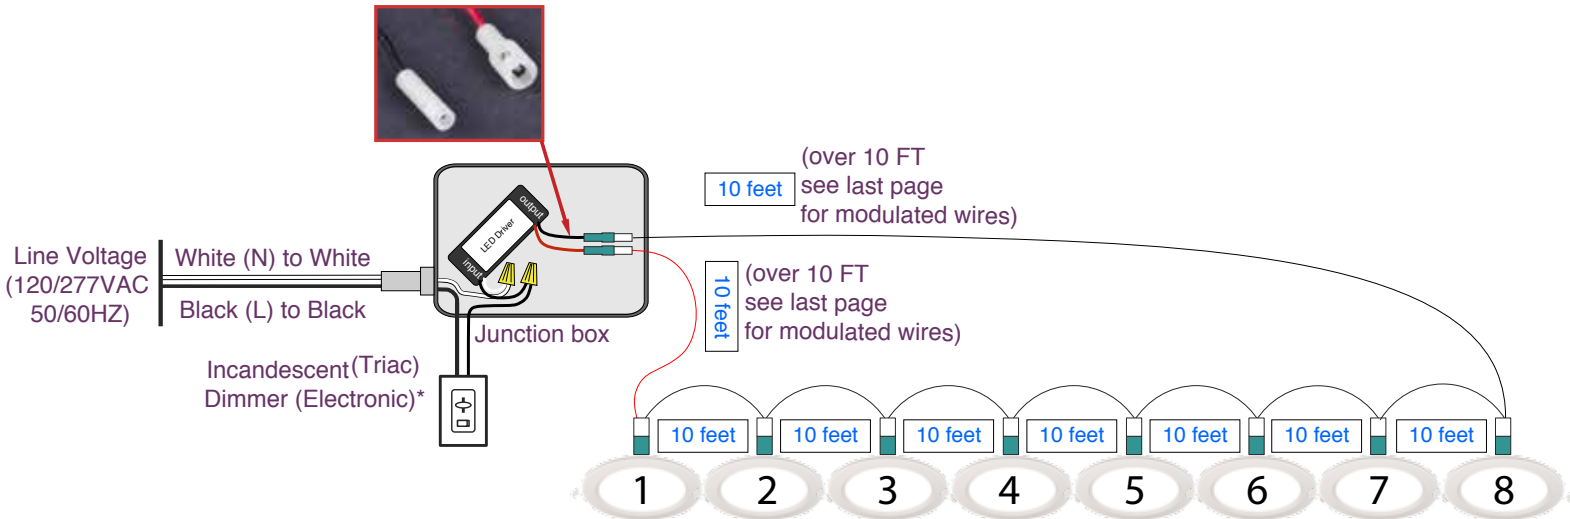 10 feet
(over 10 FT
see last page
for modulated wires)
output
LED Driver
input
Line Voltage
(120/277VAC
50/60HZ)
White (N) to White
Black (L) to Black
10 feet
(over 10 FT
see last page
for modulated wires)
Junction box
Incandescent (Triac)
Dimmer (Electronic)*
10 feet 10 feet 10 feet 10 feet 10 feet 10 feet 10 feet
1 2 3 4 5 6 7 8